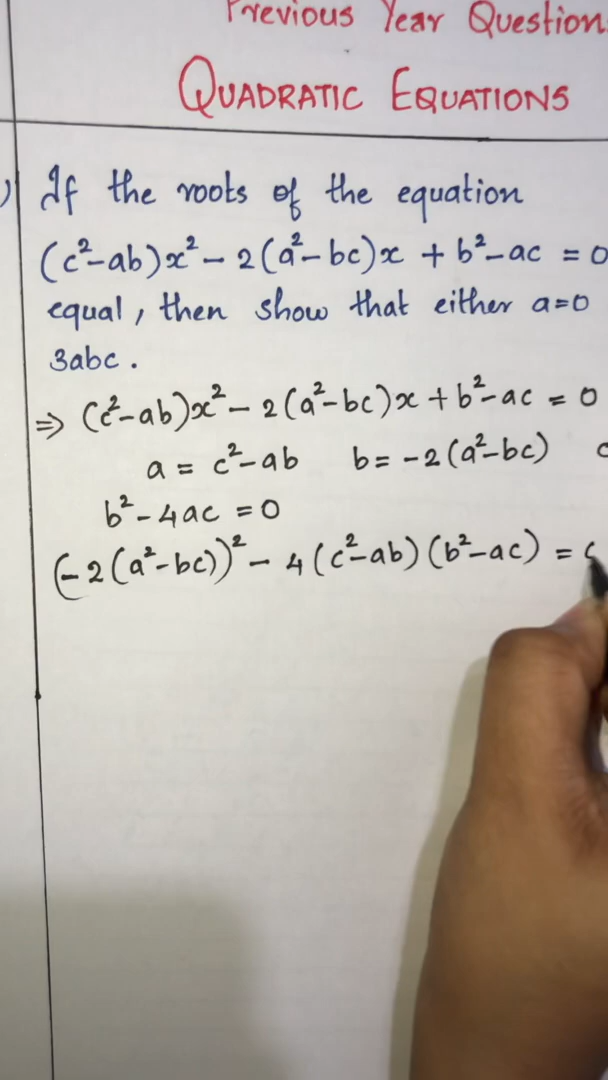 Previous Year Question
QUADRATIC EQUATIONS
) If the roots of the equation
(c²-ab)x² - 2(a²-bc)x + b²-ac = 0
equal, then show that either a=0
3abc.
⇒ (c²-ab)x² - 2(a²-bc)x + b²-ac = 0
a = c²-ab b = -2(a²-bc) c
b² - 4ac = 0
(-2(a²-bc))² - 4(c²-ab)(b²-ac) =